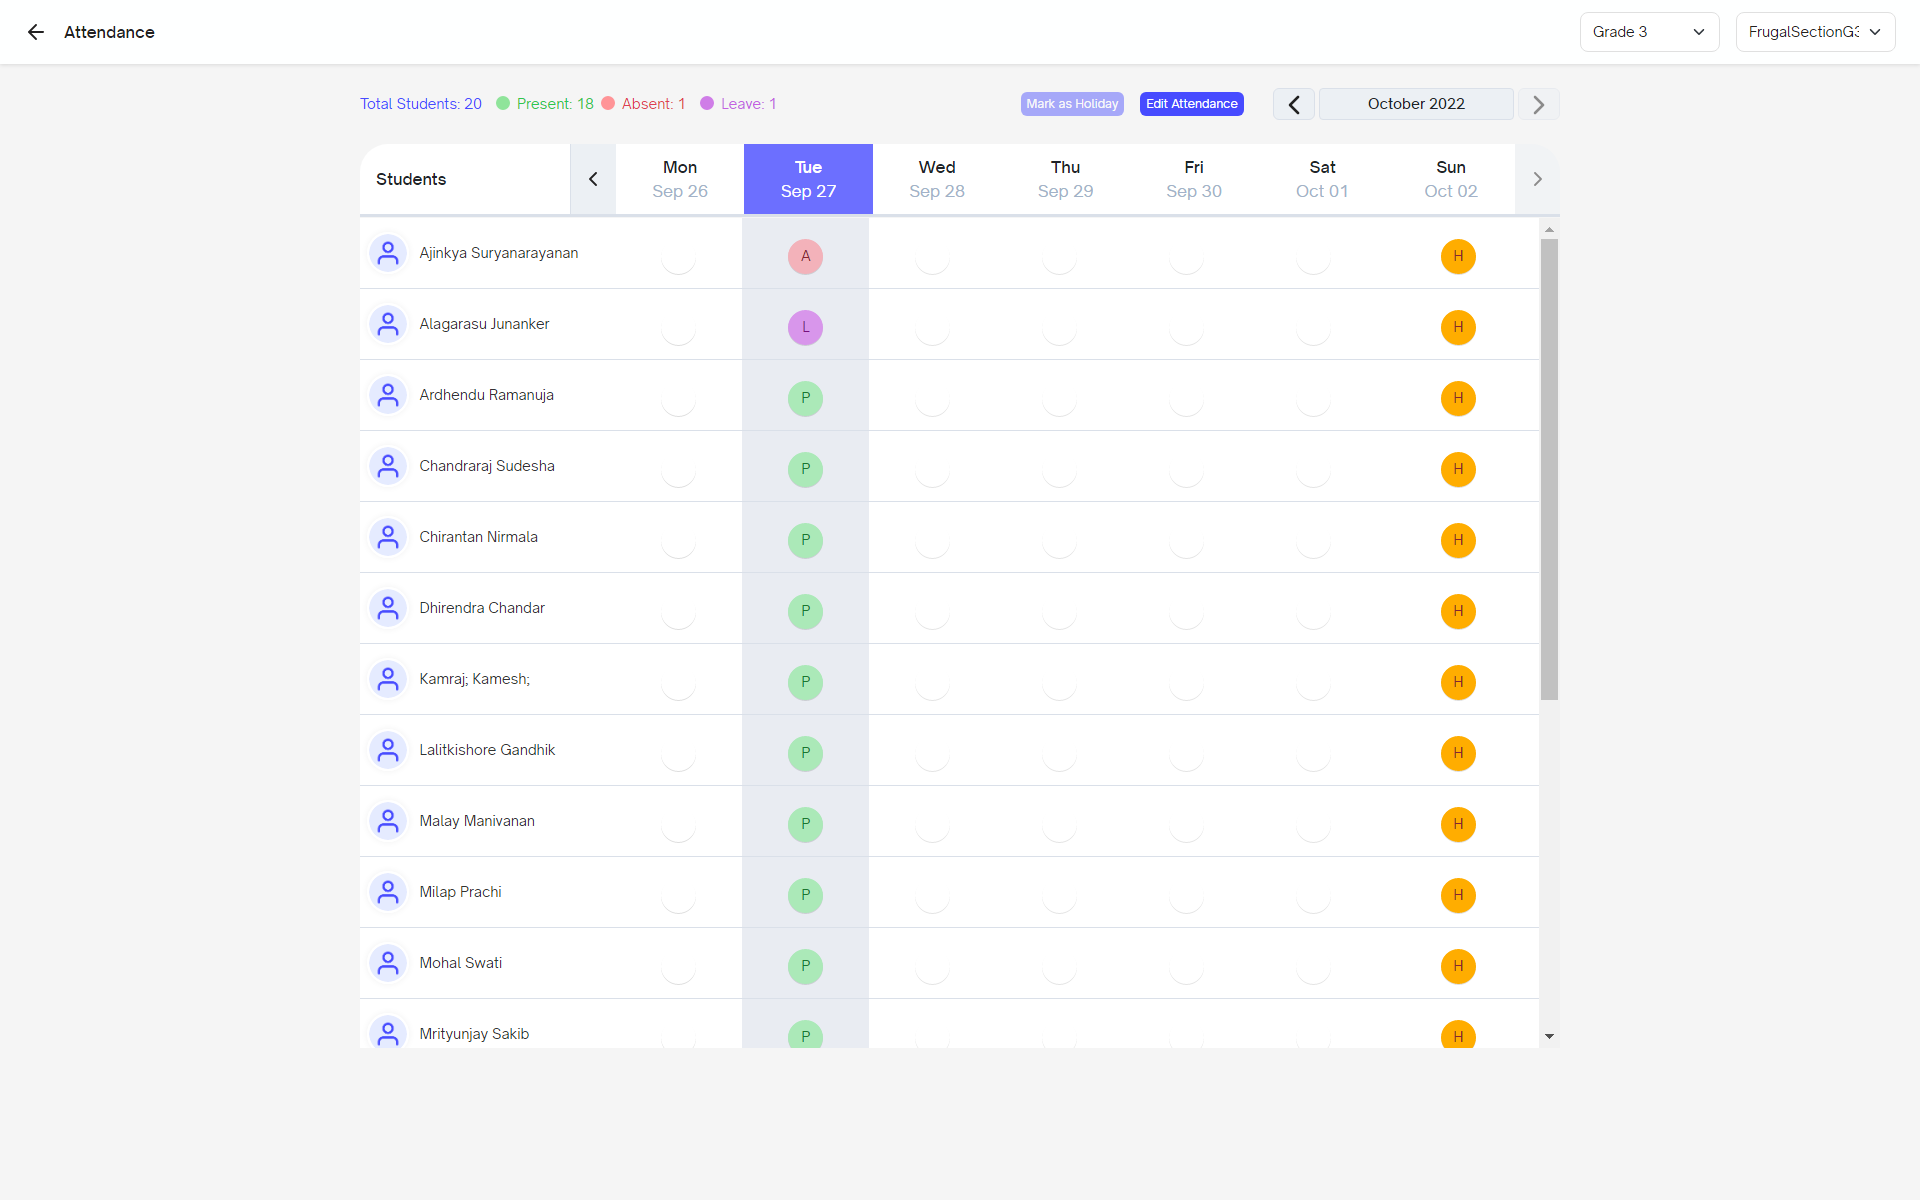 Attendance
Grade 3
FrugalSectionG3
Total Students: 20 Present: 18 Absent: 1 Leave: 1
Mark as Holiday
Edit Attendance
October 2022
Students
Mon Tue Wed Thu Fri Sat Sun
Sep 26 Sep 27 Sep 28 Sep 29 Sep 30 Oct 01 Oct 02
Ajinkya Suryanarayanan A H
Alagarasu Junanker L H
Ardhendu Ramanuja P H
Chandraraj Sudesha P H
Chirantan Nirmala P H
Dhirendra Chandar P H
Kamraj; Kamesh; P H
Lalitkishore Gandhik P H
Malay Manivanan P H
Milap Prachi P H
Mohal Swati P H
Mrityunjay Sakib P H